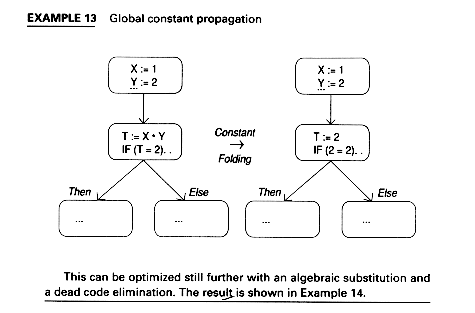 EXAMPLE 13 Global constant propagation
X := 1
Y := 2
X := 1
Y := 2
T := X * Y
IF (T = 2). .
Constant
→
Folding
T := 2
IF (2 = 2). .
Then
Else
Then
Else
...
...
...
...
This can be optimized still further with an algebraic substitution and
a dead code elimination. The result is shown in Example 14.